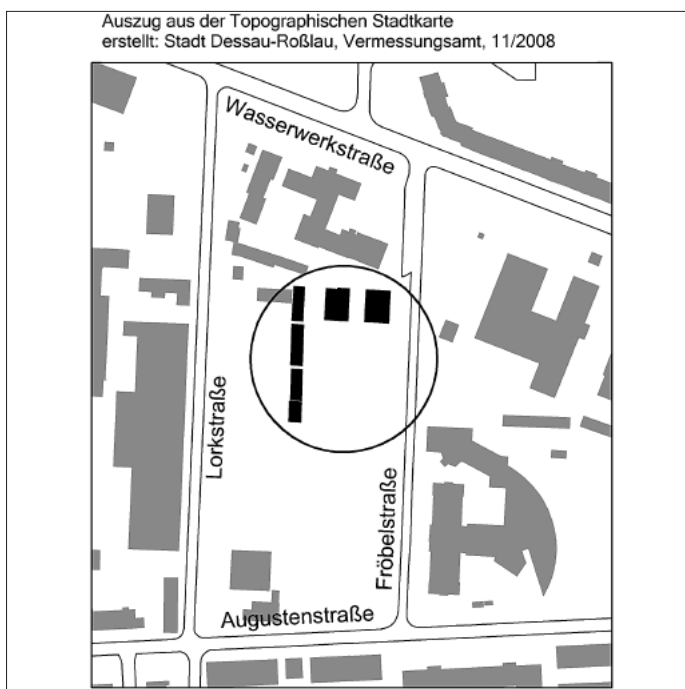 Auszug aus der Topographischen Stadtkarte
erstellt: Stadt Dessau-Roßlau, Vermessungsamt, 11/2008
Wasserwerkstraße
Lorkstraße
Fröbelstraße
Augustenstraße